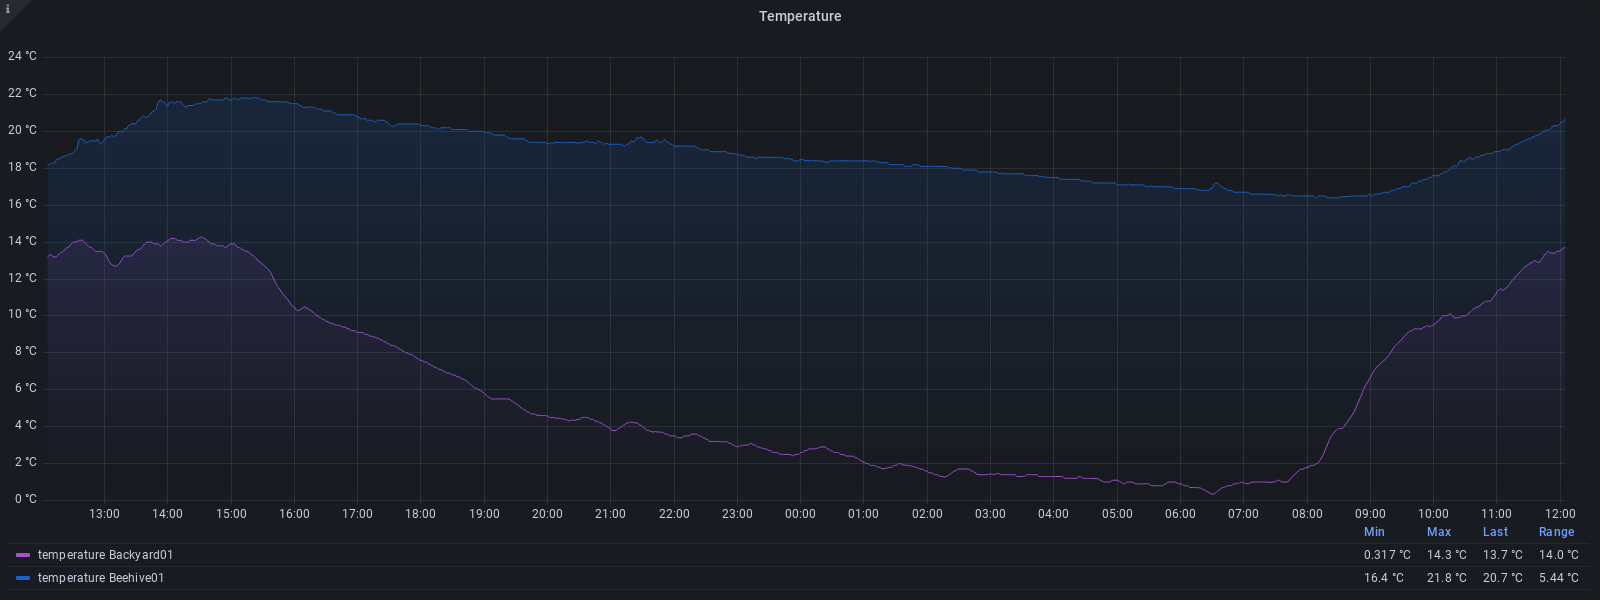 i
Temperature
24 °C
22 °C
20 °C
18 °C
16 °C
14 °C
12 °C
10 °C
8 °C
6 °C
4 °C
2 °C
0 °C
13:00 14:00 15:00 16:00 17:00 18:00 19:00 20:00 21:00 22:00 23:00 00:00 01:00 02:00 03:00 04:00 05:00 06:00 07:00 08:00 09:00 10:00 11:00 12:00
Min Max Last Range
temperature Backyard01 0.317 °C 14.3 °C 13.7 °C 14.0 °C
temperature Beehive01 16.4 °C 21.8 °C 20.7 °C 5.44 °C